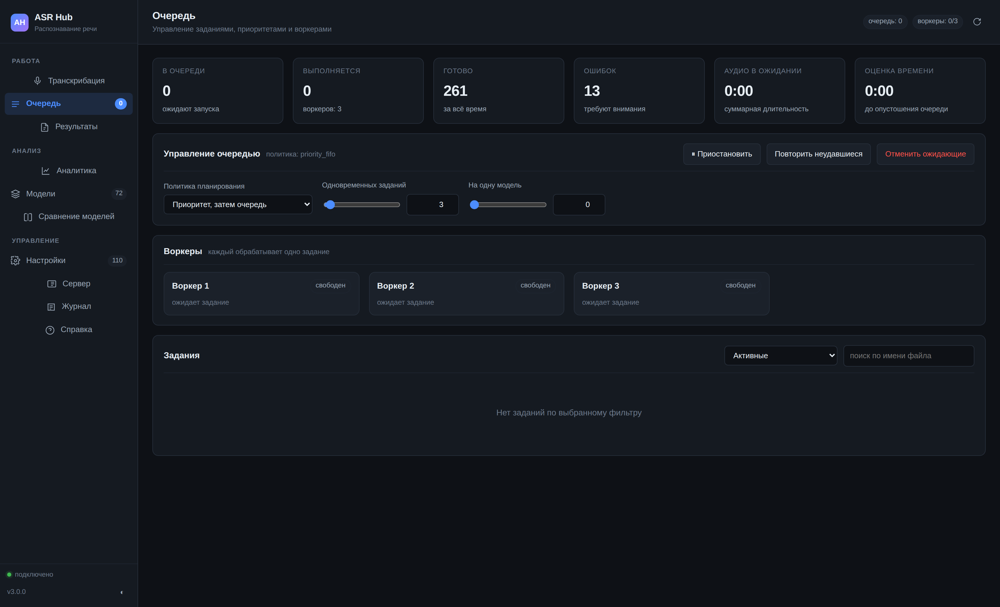 AH
ASR Hub
Распознавание речи
РАБОТА
Транскрибация
Очередь 0
Результаты
АНАЛИЗ
Аналитика
Модели 72
Сравнение моделей
УПРАВЛЕНИЕ
Настройки 110
Сервер
Журнал
Справка
подключено
v3.0.0
Очередь
Управление заданиями, приоритетами и воркерами
очередь: 0 воркеры: 0/3
В ОЧЕРЕДИ
0
ожидают запуска
ВЫПОЛНЯЕТСЯ
0
воркеров: 3
ГОТОВО
261
за всё время
ОШИБОК
13
требуют внимания
АУДИО В ОЖИДАНИИ
0:00
суммарная длительность
ОЦЕНКА ВРЕМЕНИ
0:00
до опустошения очереди
Управление очередью политика: priority_fifo
Приостановить Повторить неудавшиеся Отменить ожидающие
Политика планирования
Приоритет, затем очередь
Одновременных заданий
3
На одну модель
0
Воркеры каждый обрабатывает одно задание
Воркер 1 свободен
ожидает задание
Воркер 2 свободен
ожидает задание
Воркер 3 свободен
ожидает задание
Задания
Активные поиск по имени файла
Нет заданий по выбранному фильтру